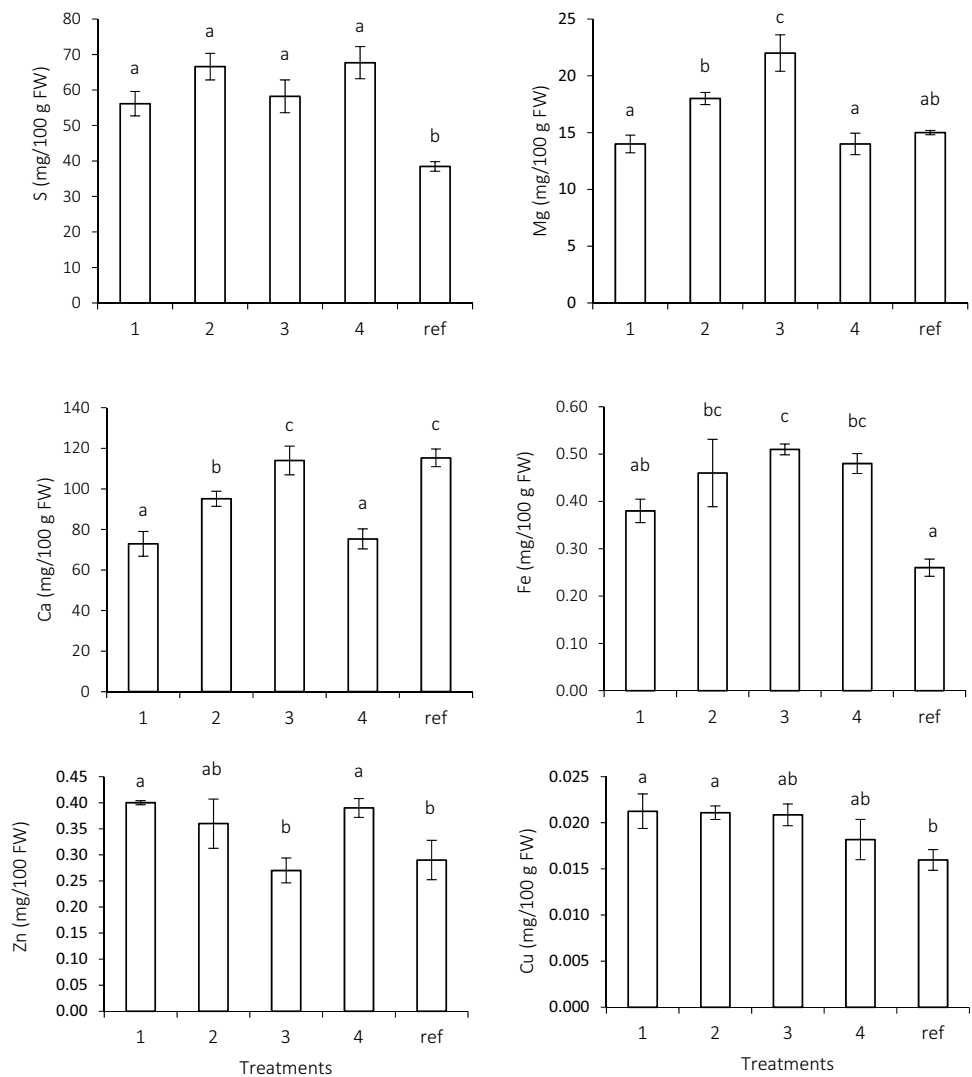 S (mg/100 g FW)
80
70
60
50
40
30
20
10
0
a
a
a
a
b
1 2 3 4 ref
Mg (mg/100 g FW)
25
20
15
10
5
0
a
b
c
a
ab
1 2 3 4 ref
Ca (mg/100 g FW)
140
120
100
80
60
40
20
0
a
b
c
a
c
1 2 3 4 ref
Fe (mg/100 g FW)
0.60
0.50
0.40
0.30
0.20
0.10
0.00
ab
bc
c
bc
a
1 2 3 4 ref
Zn (mg/100 FW)
0.45
0.40
0.35
0.30
0.25
0.20
0.15
0.10
0.05
0.00
a
ab
b
a
b
1 2 3 4 ref
Treatments
Cu (mg/100 g FW)
0.025
0.020
0.015
0.010
0.005
0.000
a
a
ab
ab
b
1 2 3 4 ref
Treatments